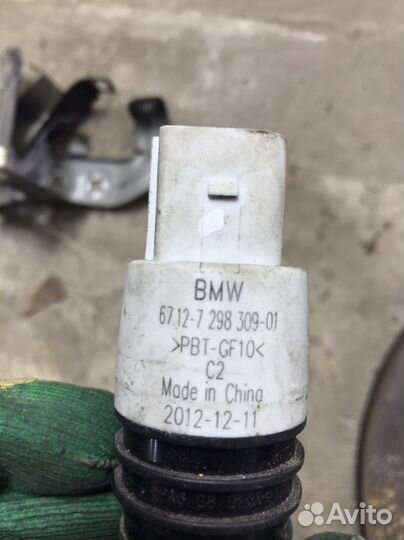 BMW
67.12-7 298 309-01
>PBT-GF10<
C2
Made in China
2012-12-11
Avito